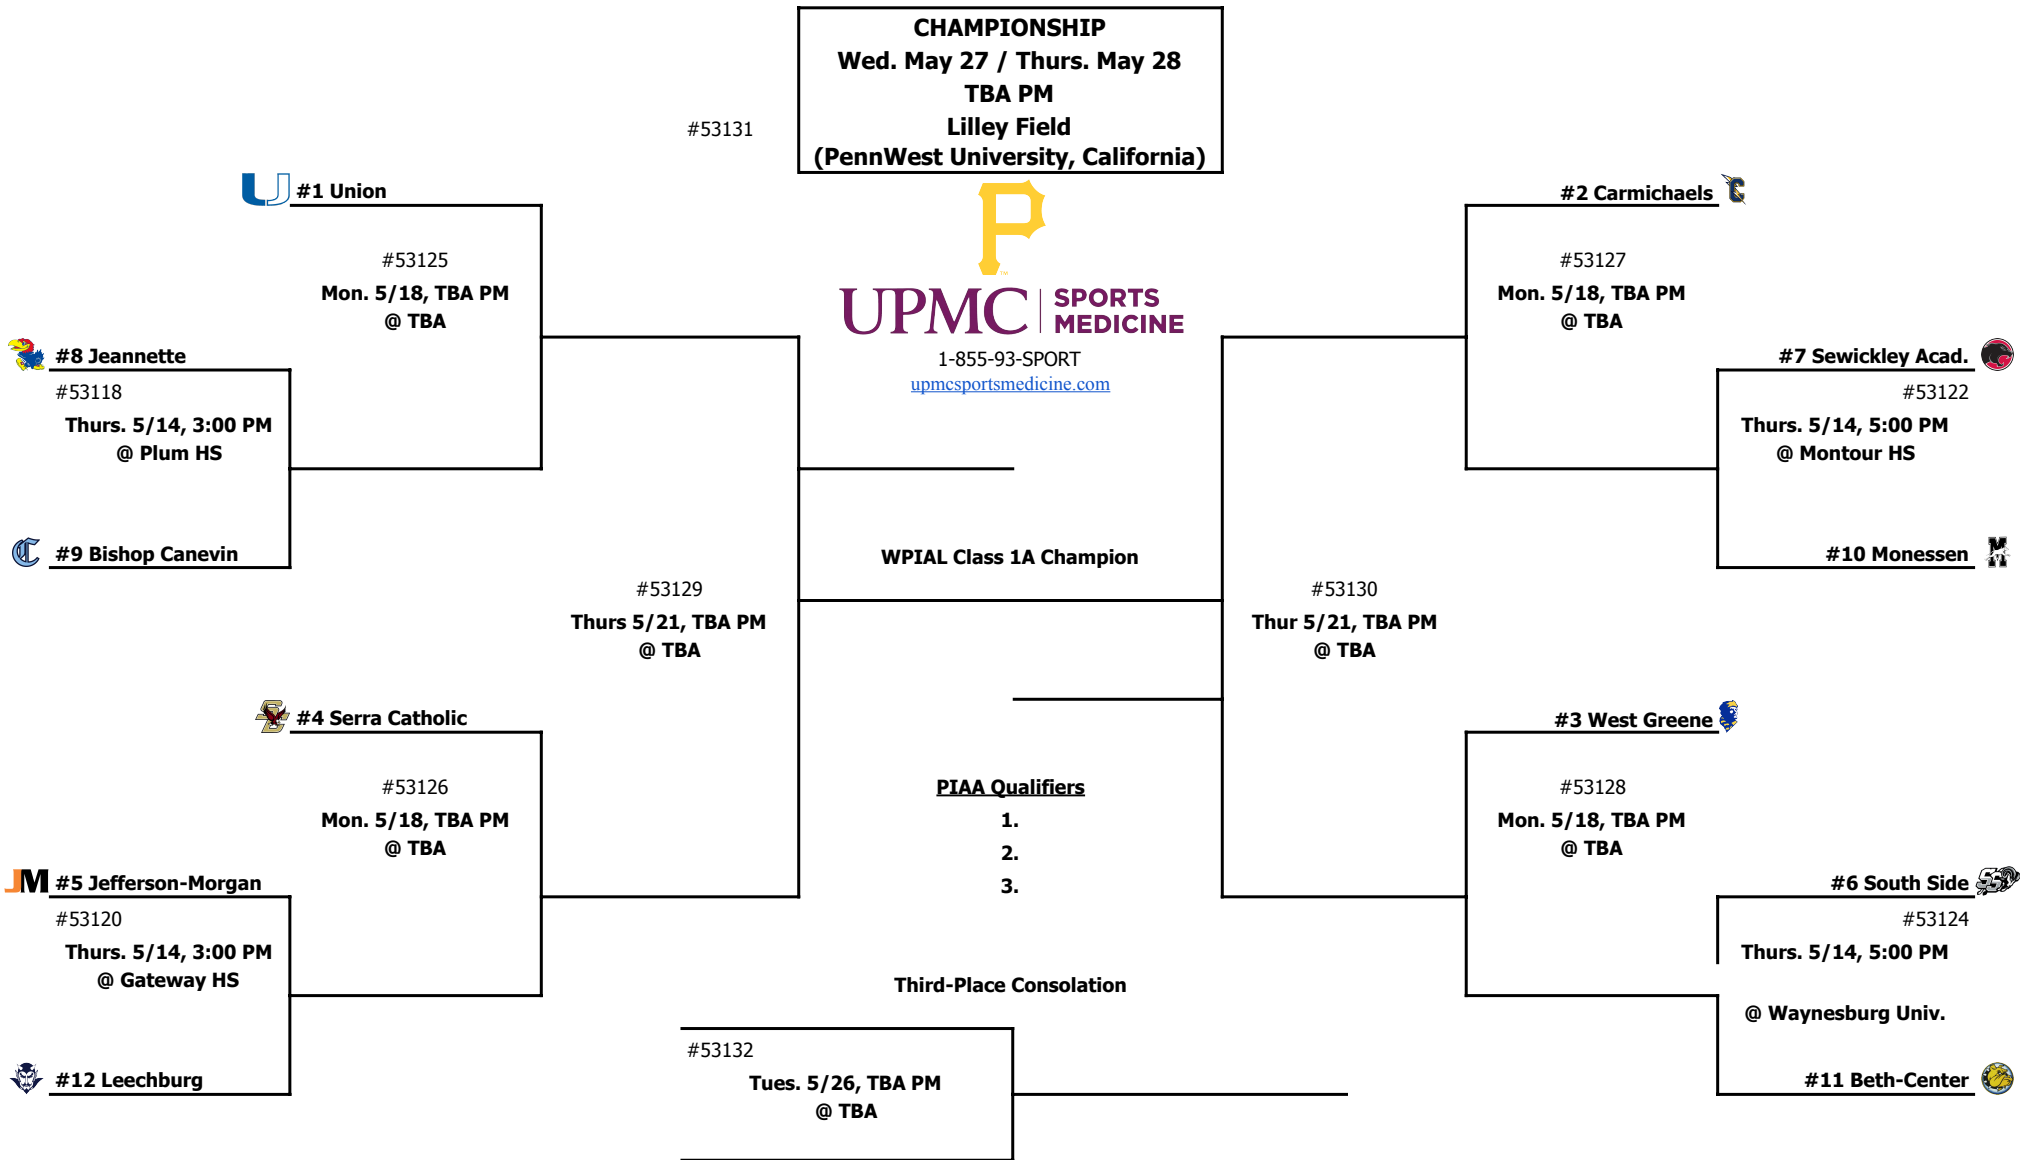 CHAMPIONSHIP
Wed. May 27 / Thurs. May 28
TBA PM
Lilley Field
(PennWest University, California)
#53131
#1 Union
#53125
Mon. 5/18, TBA PM
@ TBA
#8 Jeannette
#53118
Thurs. 5/14, 3:00 PM
@ Plum HS
#9 Bishop Canevin
#53129
Thurs 5/21, TBA PM
@ TBA
#4 Serra Catholic
#53126
Mon. 5/18, TBA PM
@ TBA
#5 Jefferson-Morgan
#53120
Thurs. 5/14, 3:00 PM
@ Gateway HS
#12 Leechburg
P
TM
UPMC | SPORTS
MEDICINE
1-855-93-SPORT
upmcsportsmedicine.com
WPIAL Class 1A Champion
PIAA Qualifiers
1.
2.
3.
Third-Place Consolation
#53132
Tues. 5/26, TBA PM
@ TBA
#2 Carmichaels
#53127
Mon. 5/18, TBA PM
@ TBA
#7 Sewickley Acad.
#53122
Thurs. 5/14, 5:00 PM
@ Montour HS
#10 Monessen
#53130
Thur 5/21, TBA PM
@ TBA
#3 West Greene
#53128
Mon. 5/18, TBA PM
@ TBA
#6 South Side
#53124
Thurs. 5/14, 5:00 PM
@ Waynesburg Univ.
#11 Beth-Center